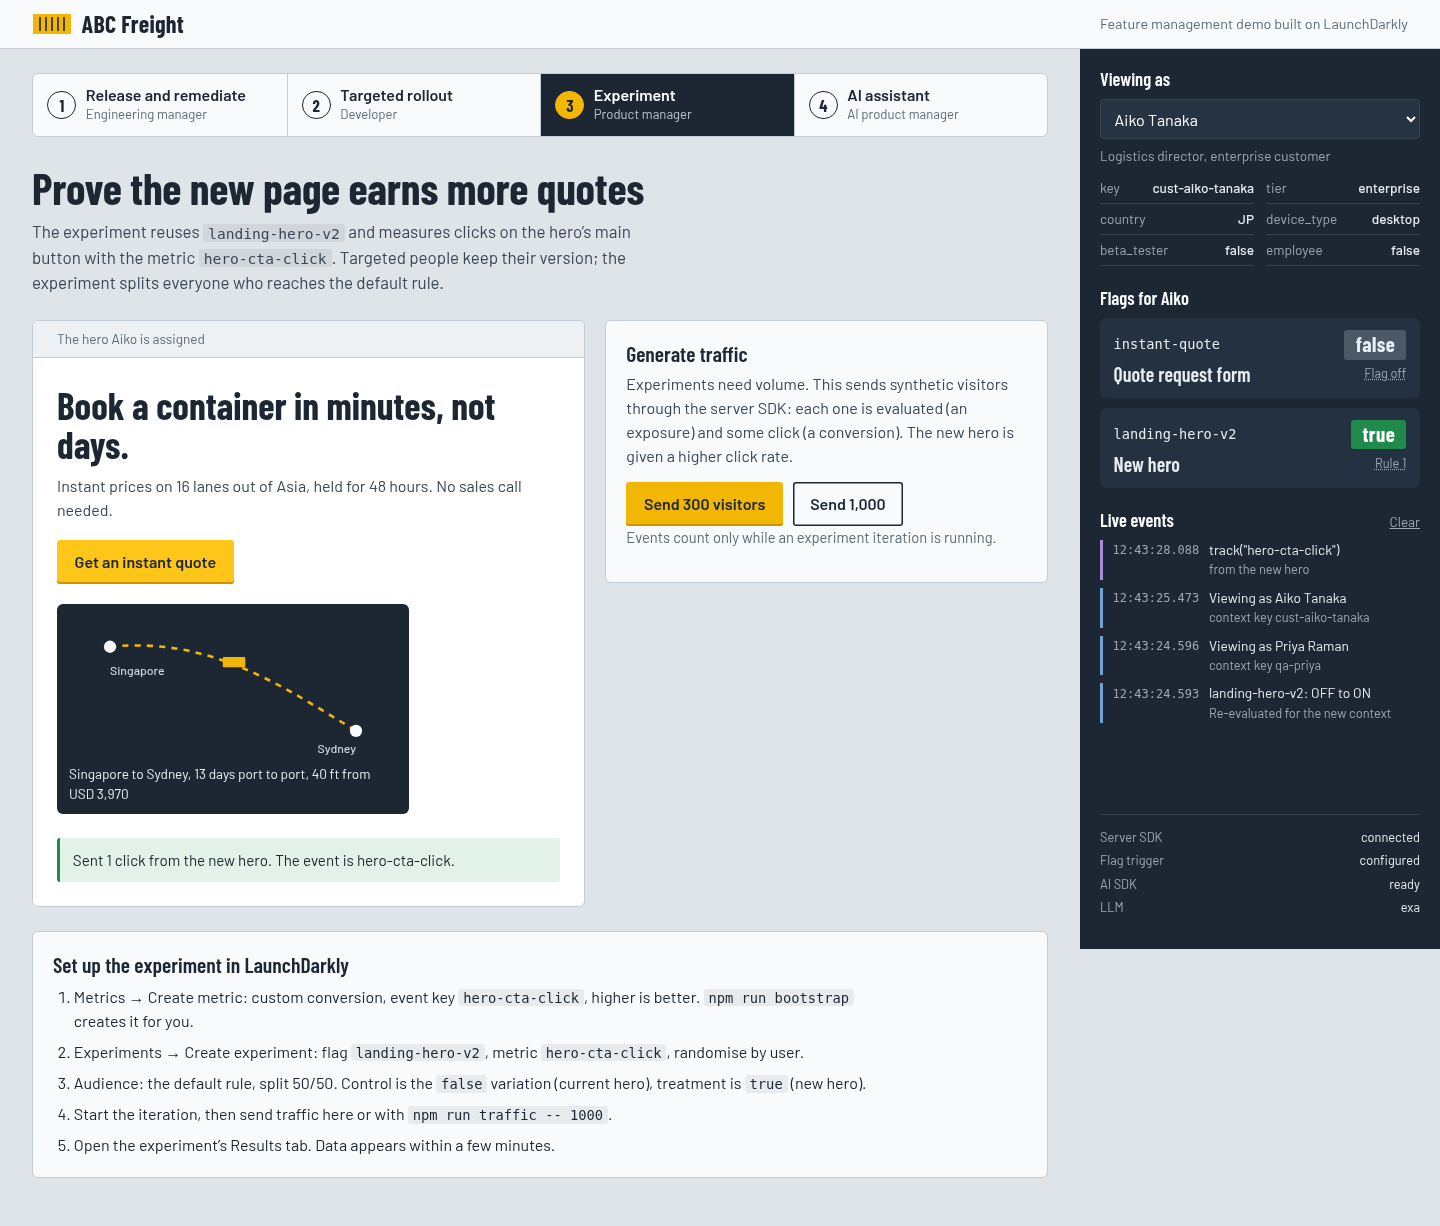 ABC Freight
Feature management demo built on LaunchDarkly
1 Release and remediate
Engineering manager
2 Targeted rollout
Developer
3 Experiment
Product manager
4 AI assistant
AI product manager
Prove the new page earns more quotes
The experiment reuses landing-hero-v2 and measures clicks on the hero’s main
button with the metric hero-cta-click. Targeted people keep their version; the
experiment splits everyone who reaches the default rule.
The hero Aiko is assigned
Book a container in minutes, not
days.
Instant prices on 16 lanes out of Asia, held for 48 hours. No sales call
needed.
Get an instant quote
Singapore
Sydney
Singapore to Sydney, 13 days port to port, 40 ft from
USD 3,970
Sent 1 click from the new hero. The event is hero-cta-click.
Generate traffic
Experiments need volume. This sends synthetic visitors
through the server SDK: each one is evaluated (an
exposure) and some click (a conversion). The new hero is
given a higher click rate.
Send 300 visitors
Send 1,000
Events count only while an experiment iteration is running.
Set up the experiment in LaunchDarkly
1. Metrics → Create metric: custom conversion, event key hero-cta-click, higher is better. npm run bootstrap
creates it for you.
2. Experiments → Create experiment: flag landing-hero-v2, metric hero-cta-click, randomise by user.
3. Audience: the default rule, split 50/50. Control is the false variation (current hero), treatment is true (new hero).
4. Start the iteration, then send traffic here or with npm run traffic -- 1000.
5. Open the experiment’s Results tab. Data appears within a few minutes.
Viewing as
Aiko Tanaka
Logistics director, enterprise customer
key cust-aiko-tanaka tier enterprise
country JP device_type desktop
beta_tester false employee false
Flags for Aiko
instant-quote false
Quote request form Flag off
landing-hero-v2 true
New hero Rule 1
Live events Clear
12:43:28.088 track("hero-cta-click")
from the new hero
12:43:25.473 Viewing as Aiko Tanaka
context key cust-aiko-tanaka
12:43:24.596 Viewing as Priya Raman
context key qa-priya
12:43:24.593 landing-hero-v2: OFF to ON
Re-evaluated for the new context
Server SDK connected
Flag trigger configured
AI SDK ready
LLM exa